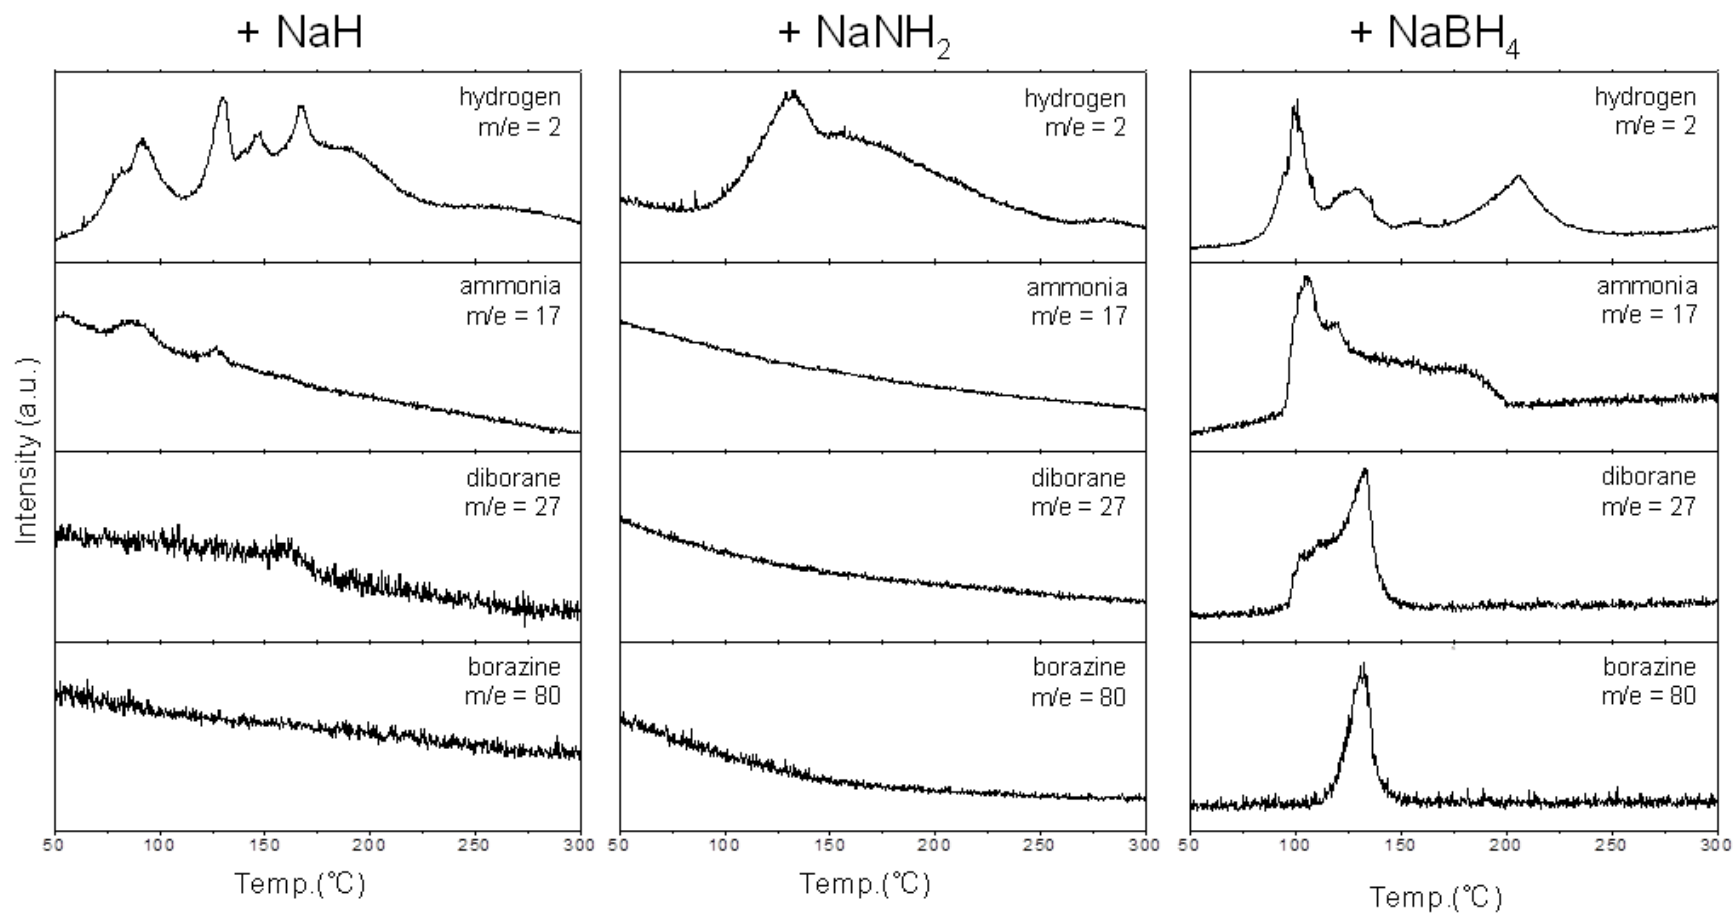 + NaH
+ NaNH₂
+ NaBH₄
hydrogen
m/e = 2
hydrogen
m/e = 2
hydrogen
m/e = 2
ammonia
m/e = 17
ammonia
m/e = 17
ammonia
m/e = 17
diborane
m/e = 27
diborane
m/e = 27
diborane
m/e = 27
borazine
m/e = 80
borazine
m/e = 80
borazine
m/e = 80
Intensity (a.u.)
50 100 150 200 250 300
50 100 150 200 250 300
50 100 150 200 250 300
Temp.(°C)
Temp.(°C)
Temp.(°C)